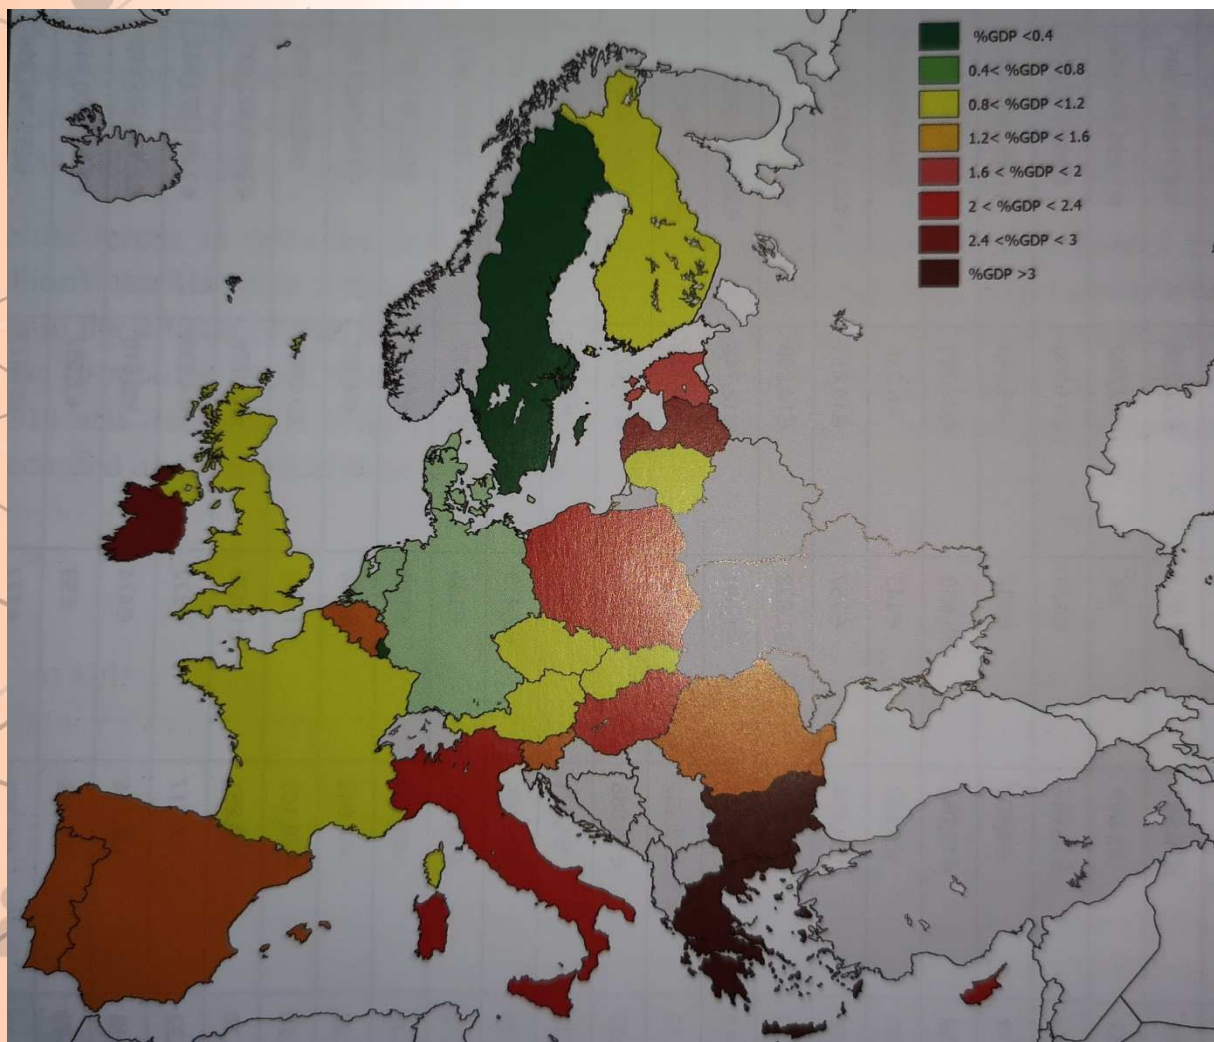 %GDP <0.4
0.4< %GDP <0.8
0.8< %GDP <1.2
1.2< %GDP < 1.6
1.6 < %GDP < 2
2 < %GDP < 2.4
2.4 <%GDP < 3
%GDP >3